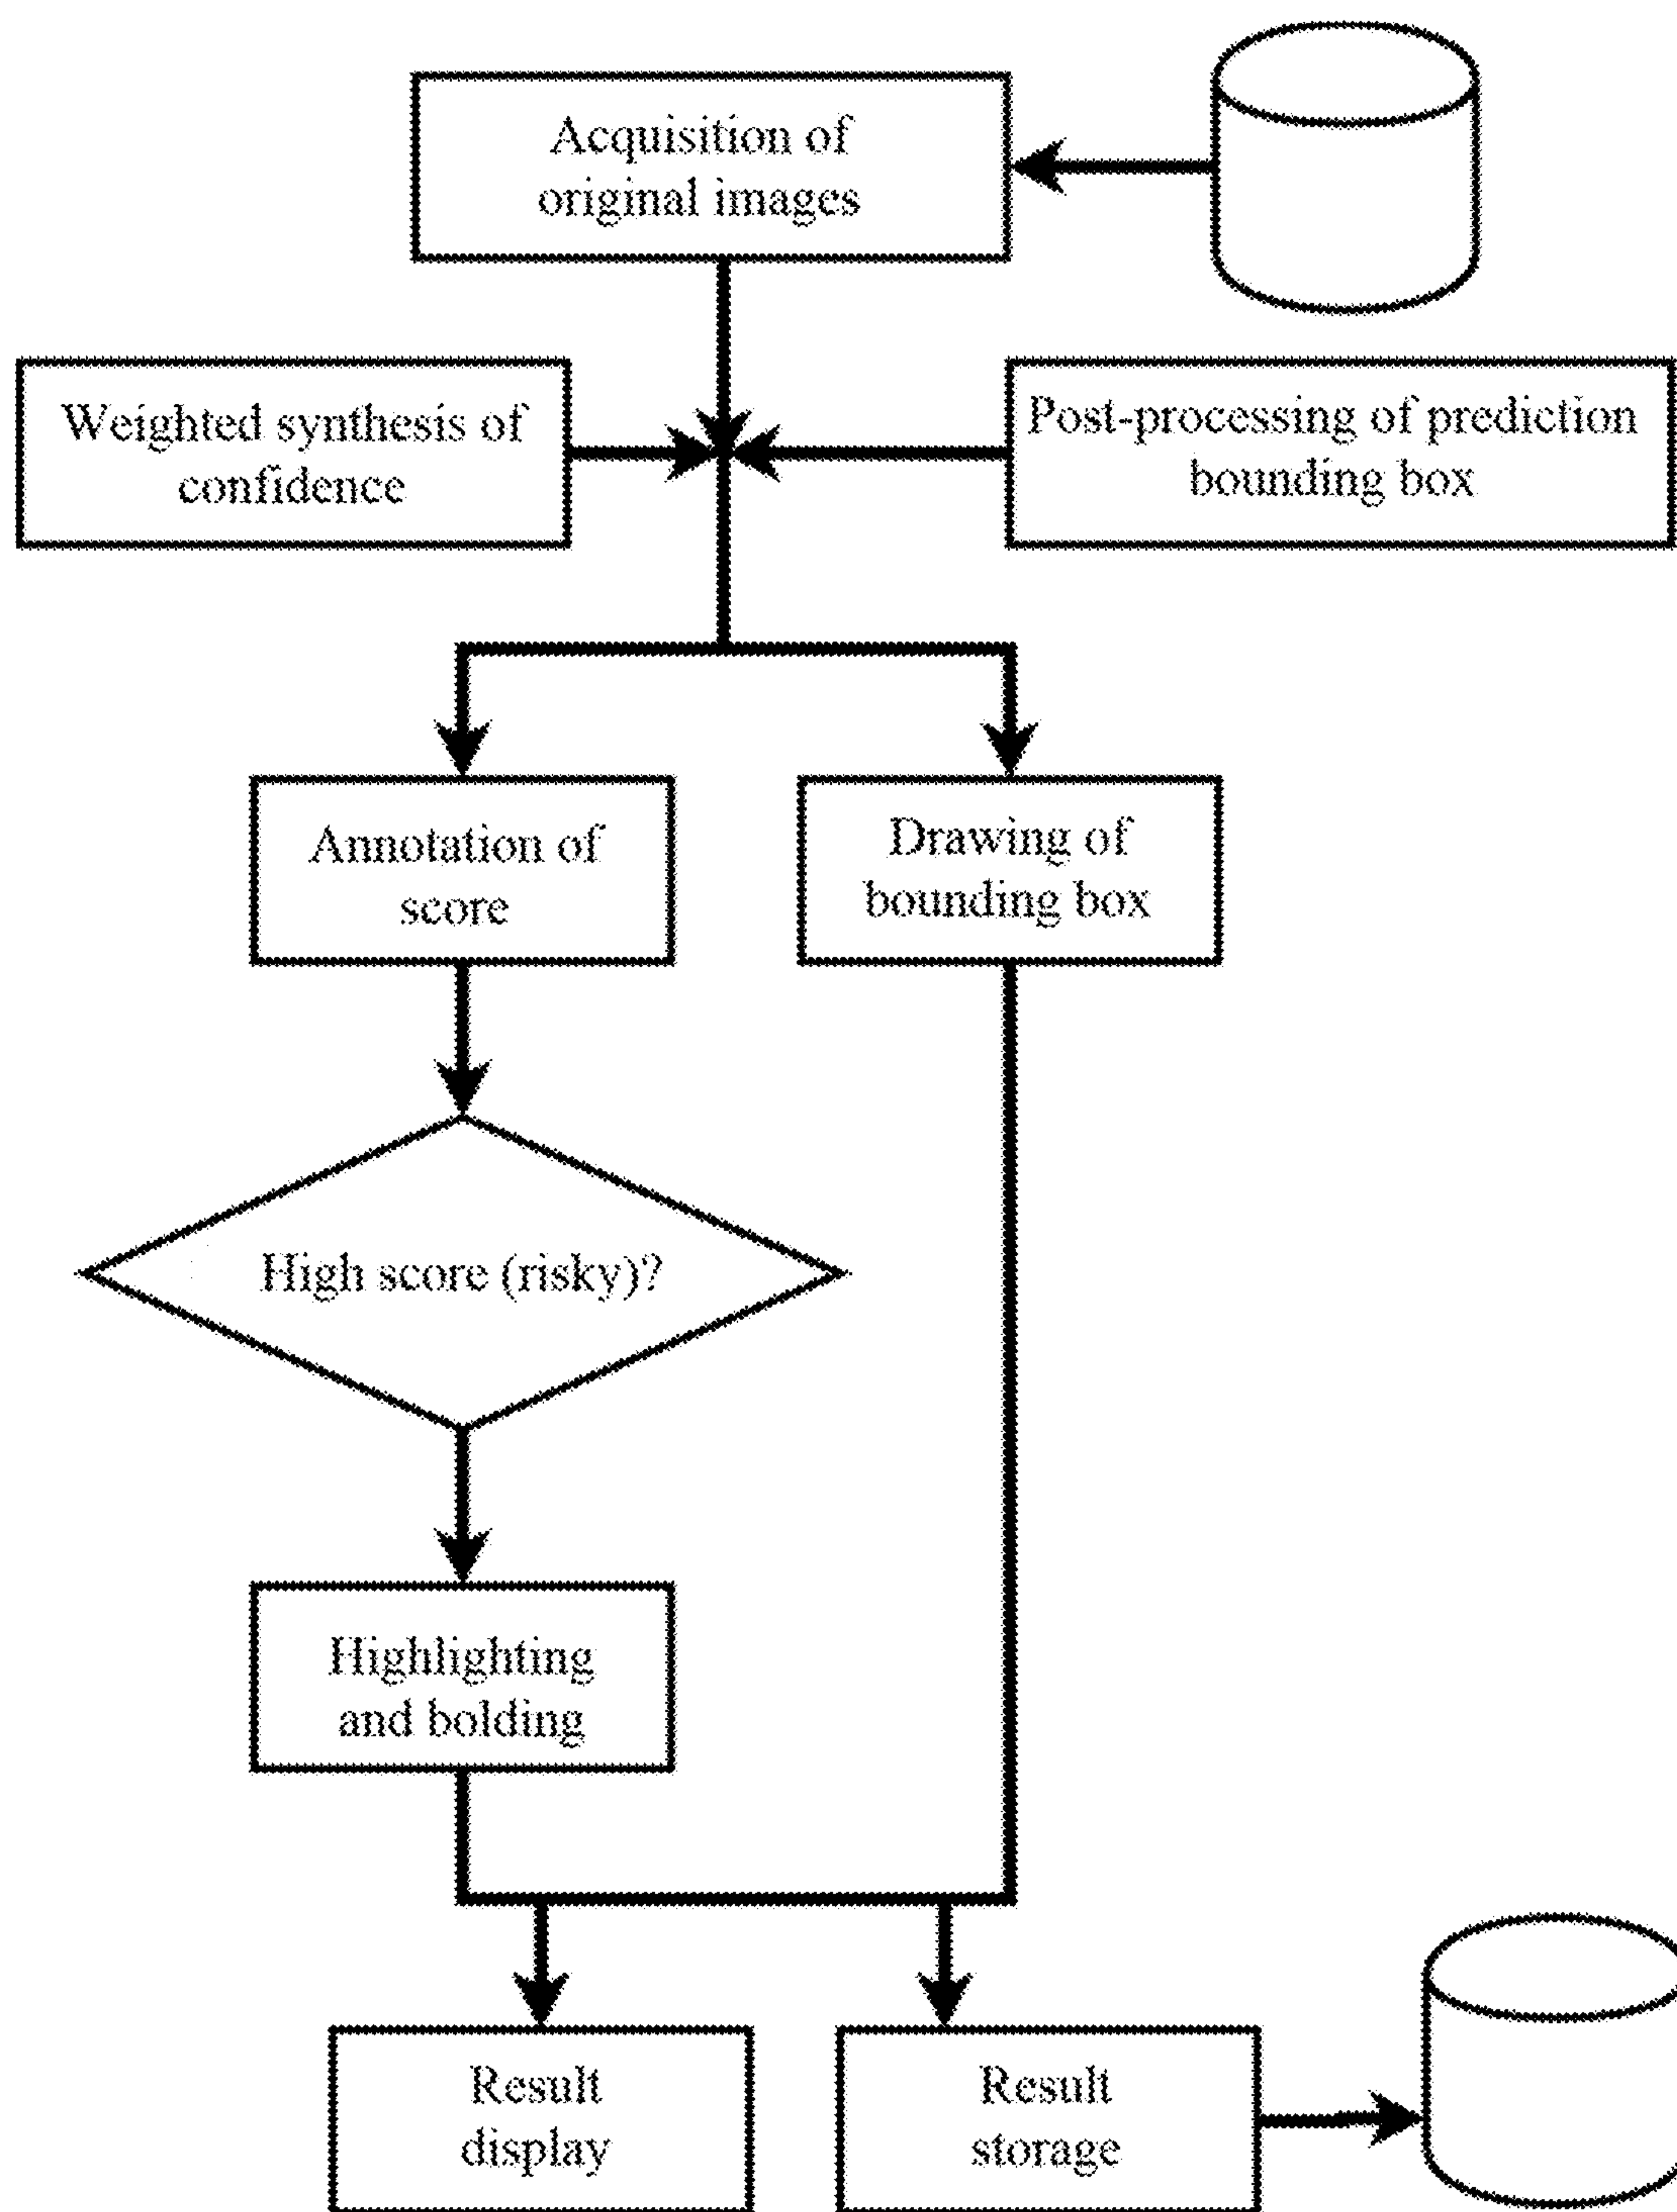 Acquisition of
original images
Weighted synthesis of
confidence
Post-processing of prediction
bounding box
Annotation of
score
Drawing of
bounding box
High score (risky)?
Highlighting
and bolding
Result
display
Result
storage